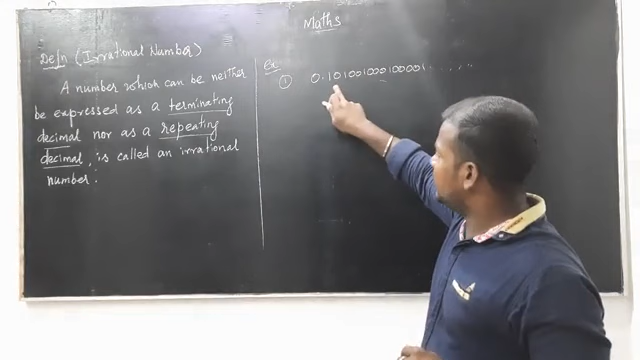 Maths
Defn (Irrational Number)
A number which can be neither
be expressed as a terminating
decimal nor as a repeating
decimal, is called an irrational
number.
Ex:
① 0.101001000100001.......